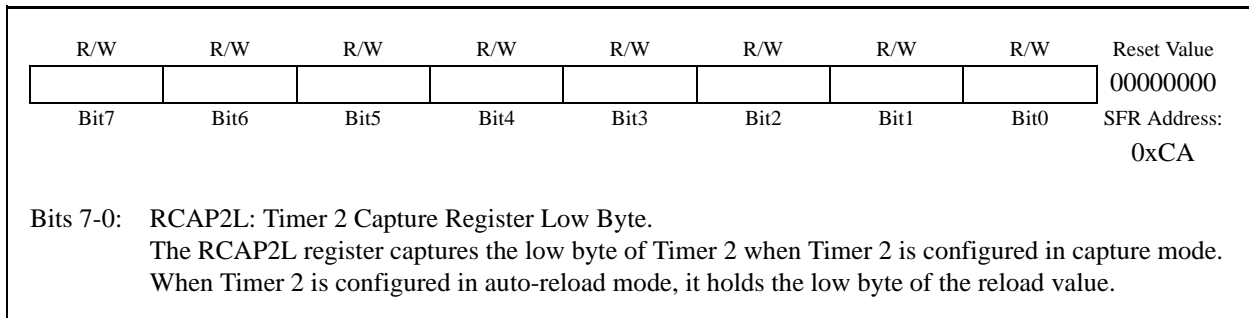 R/W R/W R/W R/W R/W R/W R/W R/W Reset Value
00000000
Bit7 Bit6 Bit5 Bit4 Bit3 Bit2 Bit1 Bit0 SFR Address:
0xCA
Bits 7-0: RCAP2L: Timer 2 Capture Register Low Byte.
The RCAP2L register captures the low byte of Timer 2 when Timer 2 is configured in capture mode.
When Timer 2 is configured in auto-reload mode, it holds the low byte of the reload value.